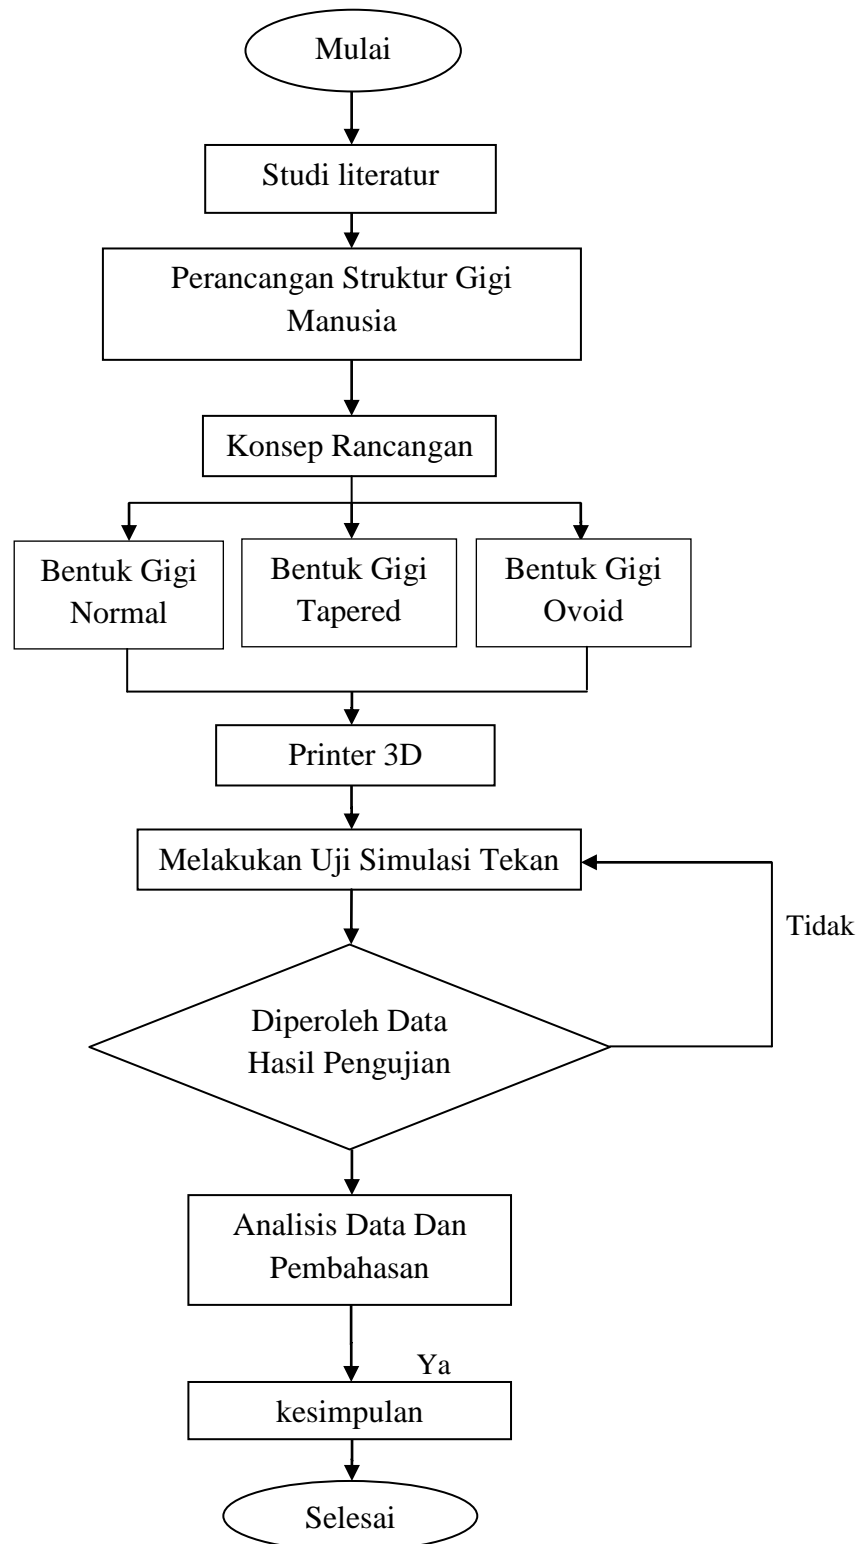 Mulai
Studi literatur
Perancangan Struktur Gigi
Manusia
Konsep Rancangan
Bentuk Gigi
Normal
Bentuk Gigi
Tapered
Bentuk Gigi
Ovoid
Printer 3D
Melakukan Uji Simulasi Tekan
Tidak
Diperoleh Data
Hasil Pengujian
Analisis Data Dan
Pembahasan
Ya
kesimpulan
Selesai